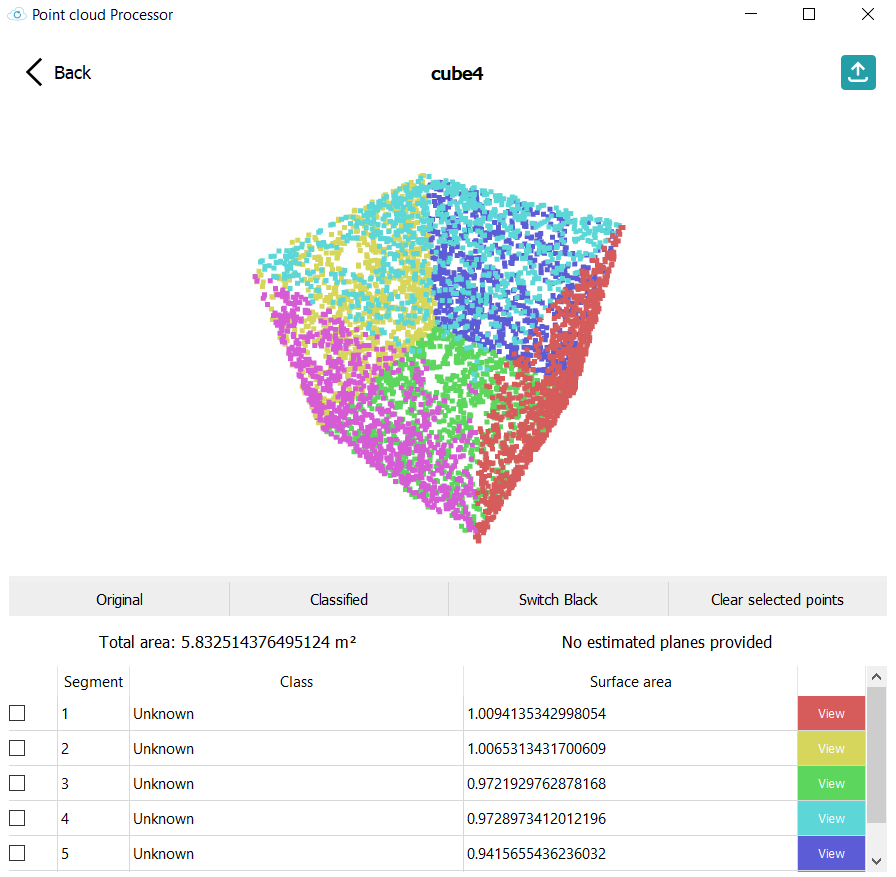 Point cloud Processor
Back
cube4
Original Classified Switch Black Clear selected points
Total area: 5.832514376495124 m² No estimated planes provided
Segment Class Surface area
1 Unknown 1.0094135342998054 View
2 Unknown 1.0065313431700609 View
3 Unknown 0.9721929762878168 View
4 Unknown 0.9728973412012196 View
5 Unknown 0.9415655436236032 View